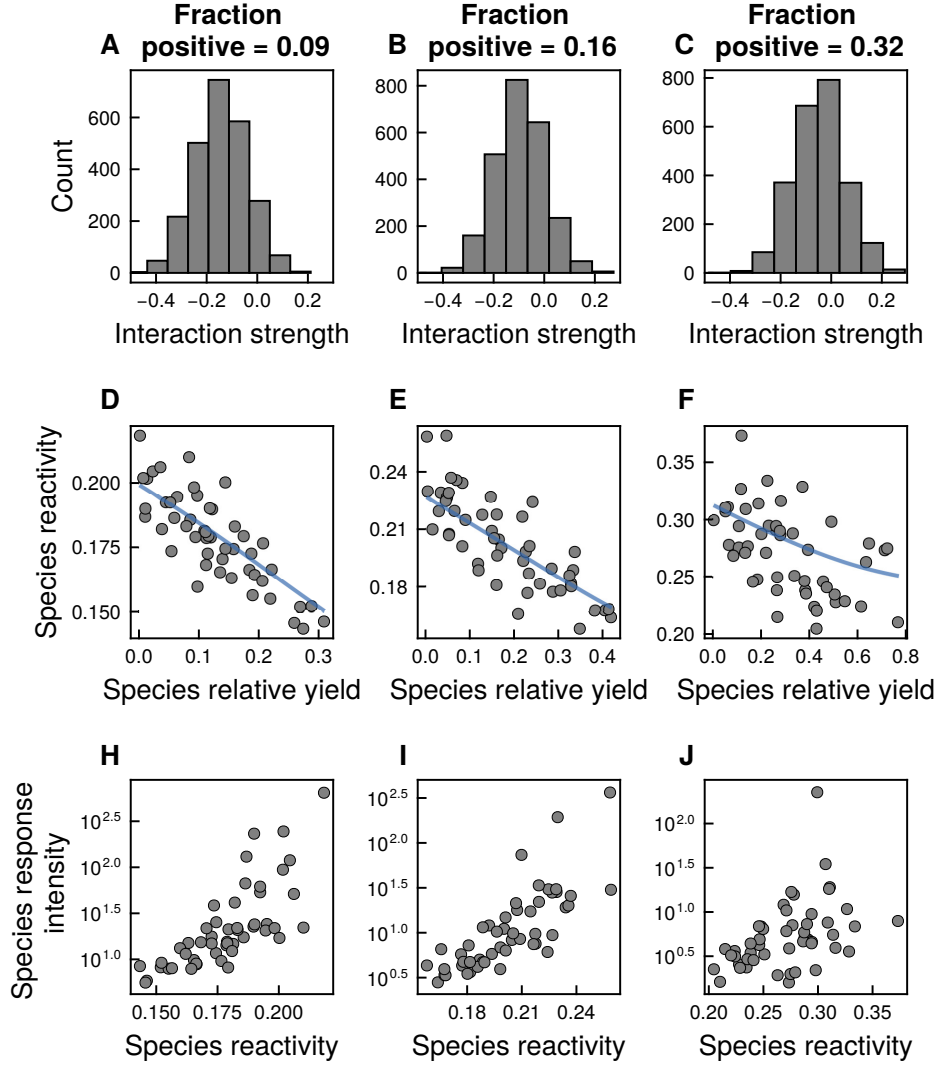 Fraction
positive = 0.09
Fraction
positive = 0.16
Fraction
positive = 0.32
A
B
C
Count
600
400
200
0
−0.4 −0.2 0.0 0.2
Interaction strength
800
600
400
200
0
−0.4 −0.2 0.0 0.2
Interaction strength
800
600
400
200
0
−0.4 −0.2 0.0 0.2
Interaction strength
D
E
F
Species reactivity
0.200
0.175
0.150
0.0 0.1 0.2 0.3
Species relative yield
0.24
0.21
0.18
0.0 0.1 0.2 0.3 0.4
Species relative yield
0.35
0.30
0.25
0.20
0.0 0.2 0.4 0.6 0.8
Species relative yield
H
I
J
Species response
intensity
10^2.5
10^2.0
10^1.5
10^1.0
0.150 0.175 0.200
Species reactivity
10^2.5
10^2.0
10^1.5
10^1.0
10^0.5
0.18 0.21 0.24
Species reactivity
10^2.0
10^1.5
10^1.0
10^0.5
0.20 0.25 0.30 0.35
Species reactivity